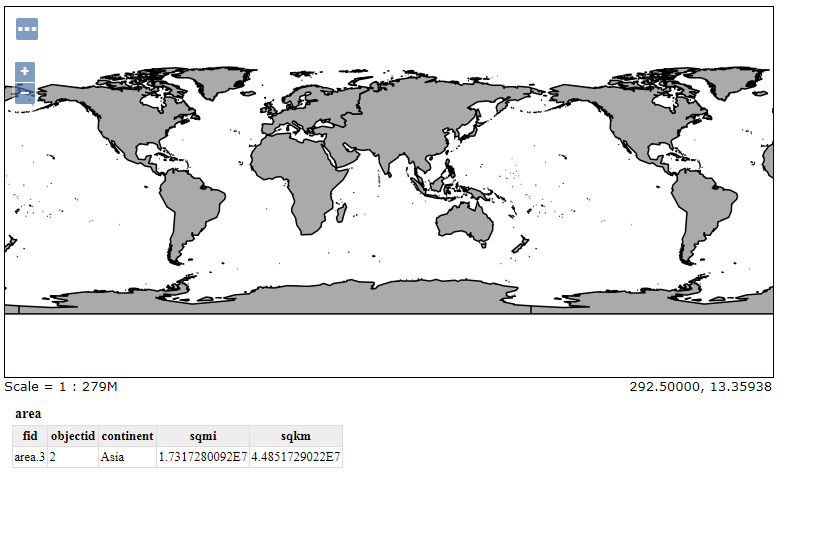 ...
+
−
Scale = 1 : 279M
292.50000, 13.35938
area
fid objectid continent sqmi sqkm
area.3 2 Asia 1.7317280092E7 4.4851729022E7